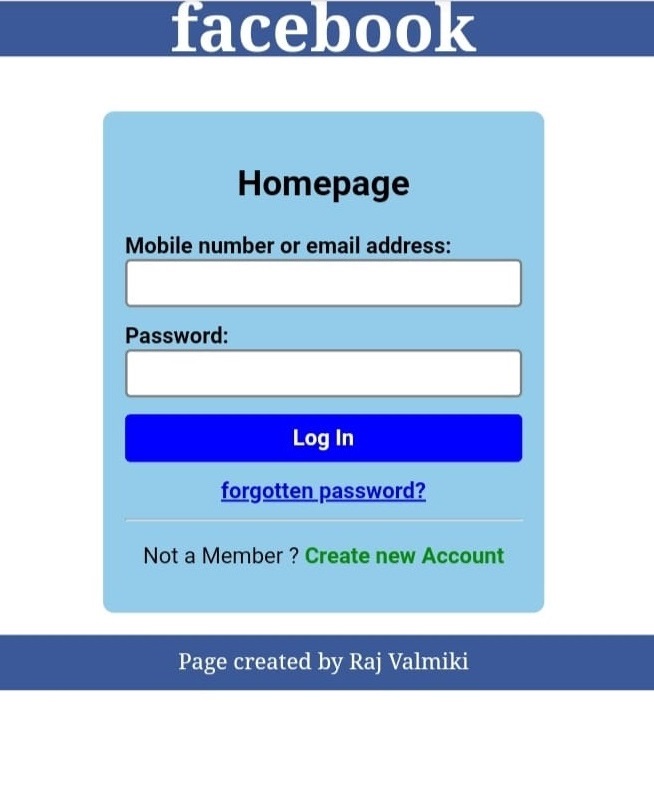 facebook
Homepage
Mobile number or email address:
Password:
Log In
forgotten password?
Not a Member ? Create new Account
Page created by Raj Valmiki